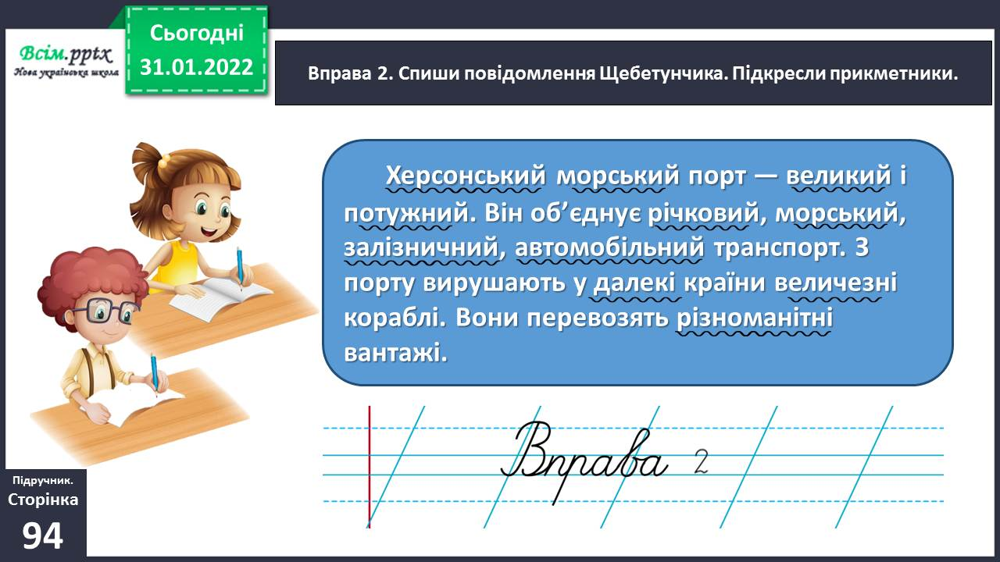 Всім.pptx
Нова українська школа
Сьогодні
31.01.2022
Вправа 2. Спиши повідомлення Щебетунчика. Підкресли прикметники.
Херсонський морський порт — великий і
потужний. Він об’єднує річковий, морський,
залізничний, автомобільний транспорт. З
порту вирушають у далекі країни величезні
кораблі. Вони перевозять різноманітні
вантажі.
Вправа 2
Підручник.
Сторінка
94